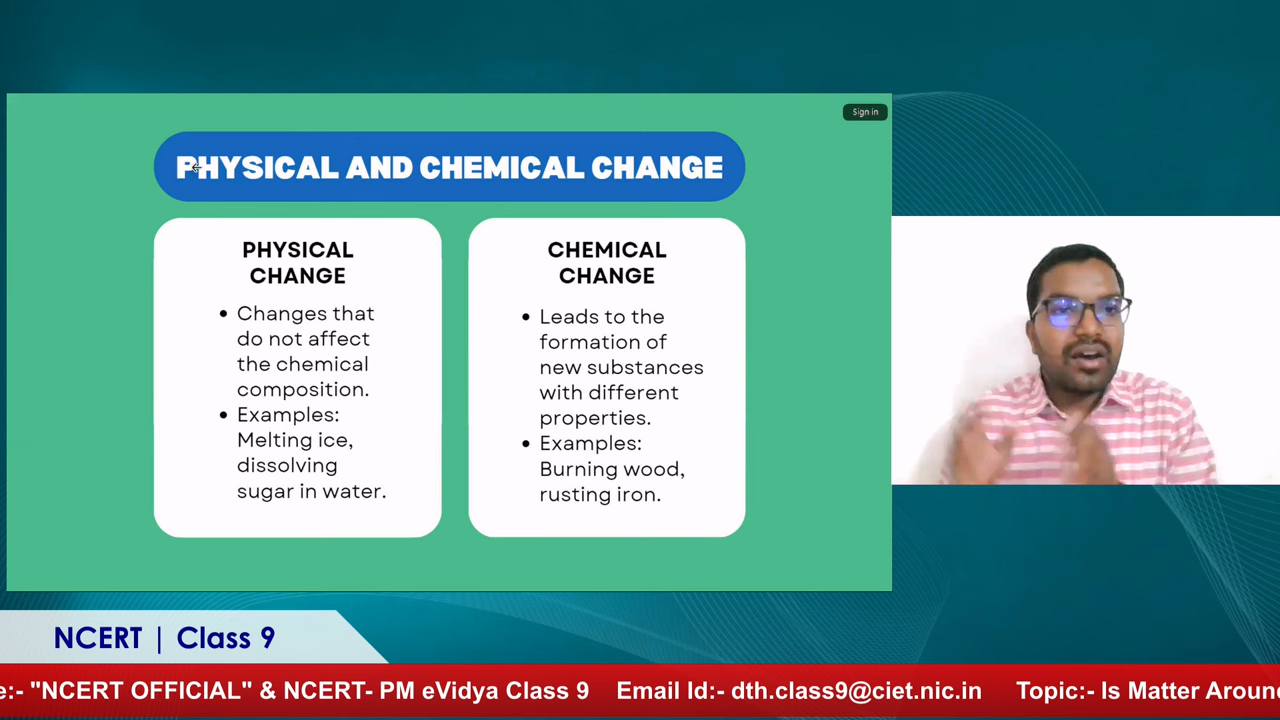 Sign in
PHYSICAL AND CHEMICAL CHANGE
PHYSICAL
CHANGE
• Changes that
do not affect
the chemical
composition.
• Examples:
Melting ice,
dissolving
sugar in water.
CHEMICAL
CHANGE
• Leads to the
formation of
new substances
with different
properties.
• Examples:
Burning wood,
rusting iron.
NCERT | Class 9
e:- "NCERT OFFICIAL" & NCERT- PM eVidya Class 9 Email Id:- dth.class9@ciet.nic.in Topic:- Is Matter Aroun